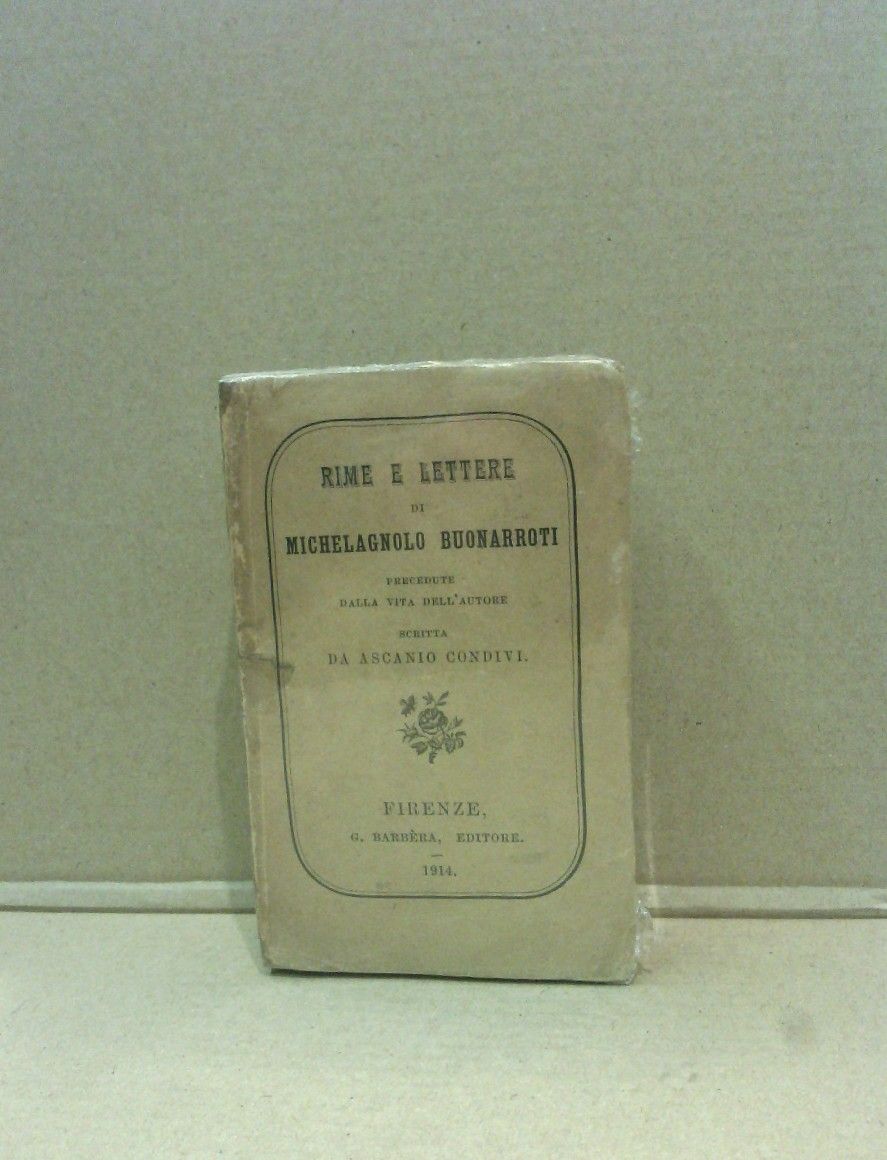 RIME E LETTERE
DI
MICHELAGNOLO BUONARROTI
PRECEDUTE
DALLA VITA DELL'AUTORE
SCRITTA
DA ASCANIO CONDIVI.
FIRENZE,
G. BARBÈRA, EDITORE.
1914.